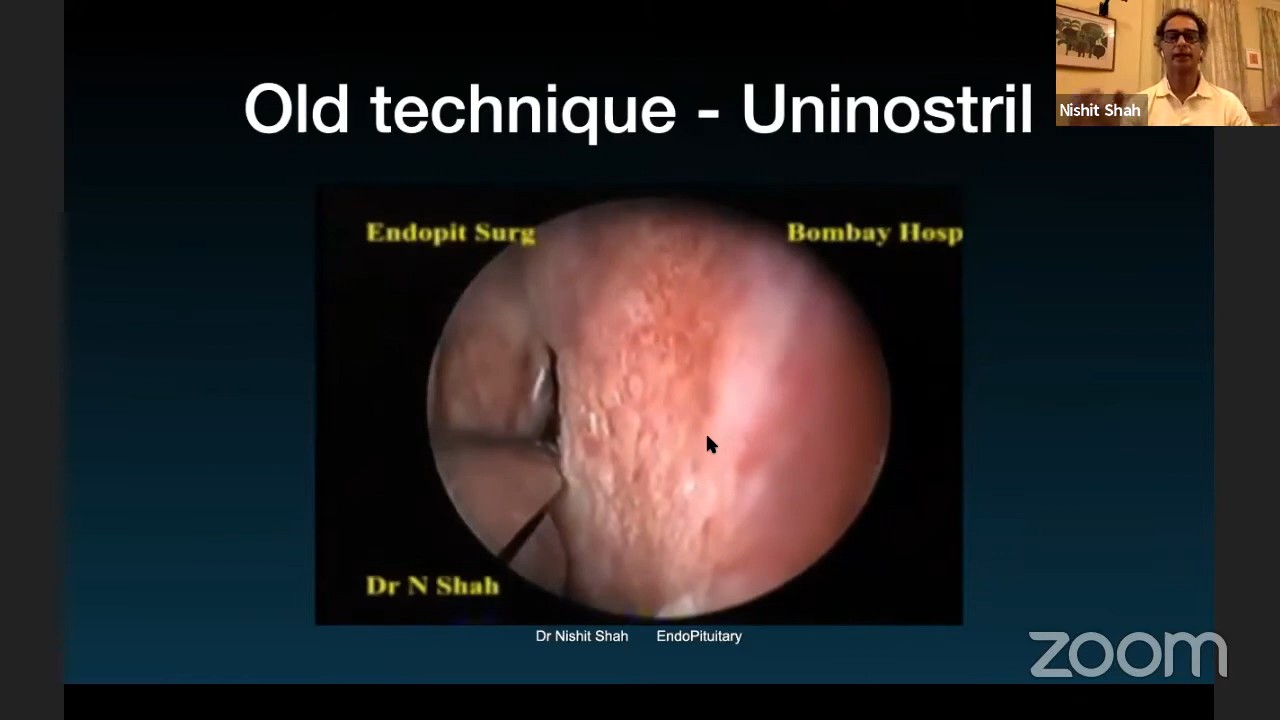 Old technique - Uninostril
Nishit Shah
Endopit Surg
Bombay Hosp
Dr N Shah
Dr Nishit Shah EndoPituitary
zoom